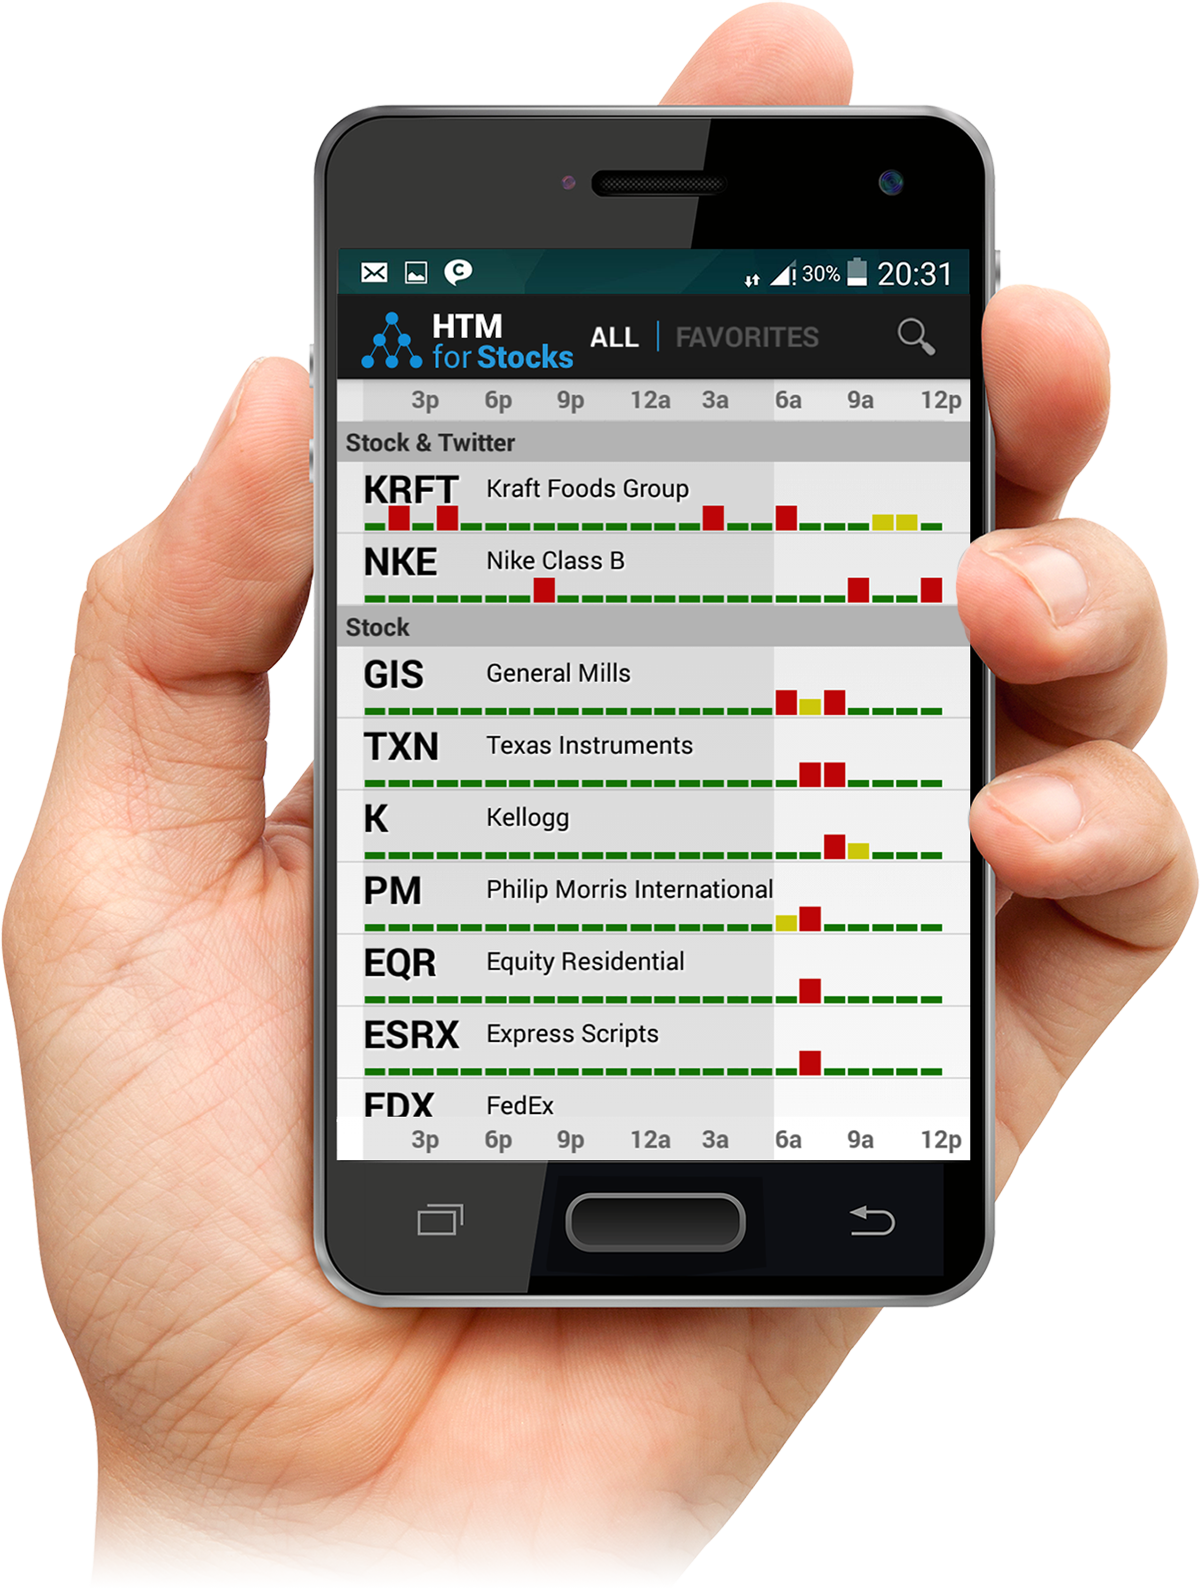 C
30% 20:31
HTM
for Stocks
ALL | FAVORITES
3p 6p 9p 12a 3a 6a 9a 12p
Stock & Twitter
KRFT Kraft Foods Group
NKE Nike Class B
Stock
GIS General Mills
TXN Texas Instruments
K Kellogg
PM Philip Morris International
EQR Equity Residential
ESRX Express Scripts
FDX FedEx
3p 6p 9p 12a 3a 6a 9a 12p